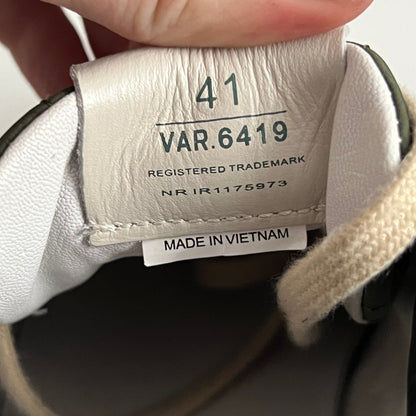 41
VAR.6419
REGISTERED TRADEMARK
NR IR1175973
MADE IN VIETNAM